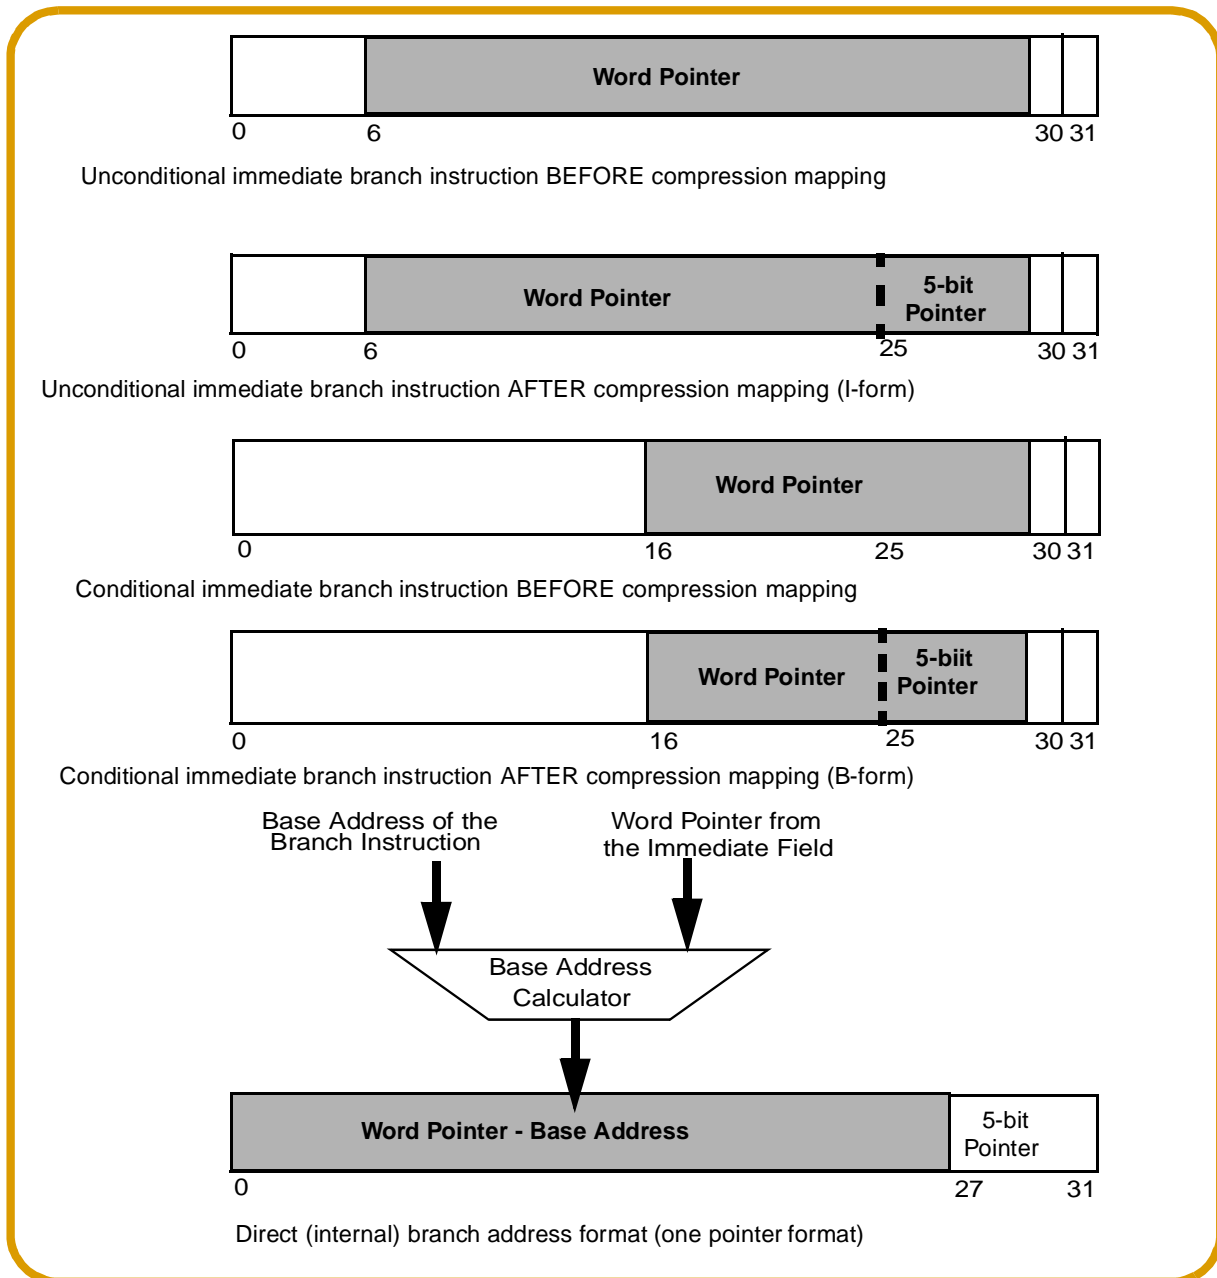 Word Pointer
0 6 30 31
Unconditional immediate branch instruction BEFORE compression mapping
Word Pointer 5-bit
Pointer
0 6 25 30 31
Unconditional immediate branch instruction AFTER compression mapping (I-form)
Word Pointer
0 16 25 30 31
Conditional immediate branch instruction BEFORE compression mapping
Word Pointer 5-biit
Pointer
0 16 25 30 31
Conditional immediate branch instruction AFTER compression mapping (B-form)
Base Address of the
Branch Instruction
Word Pointer from
the Immediate Field
Base Address
Calculator
Word Pointer - Base Address
5-bit
Pointer
0 27 31
Direct (internal) branch address format (one pointer format)